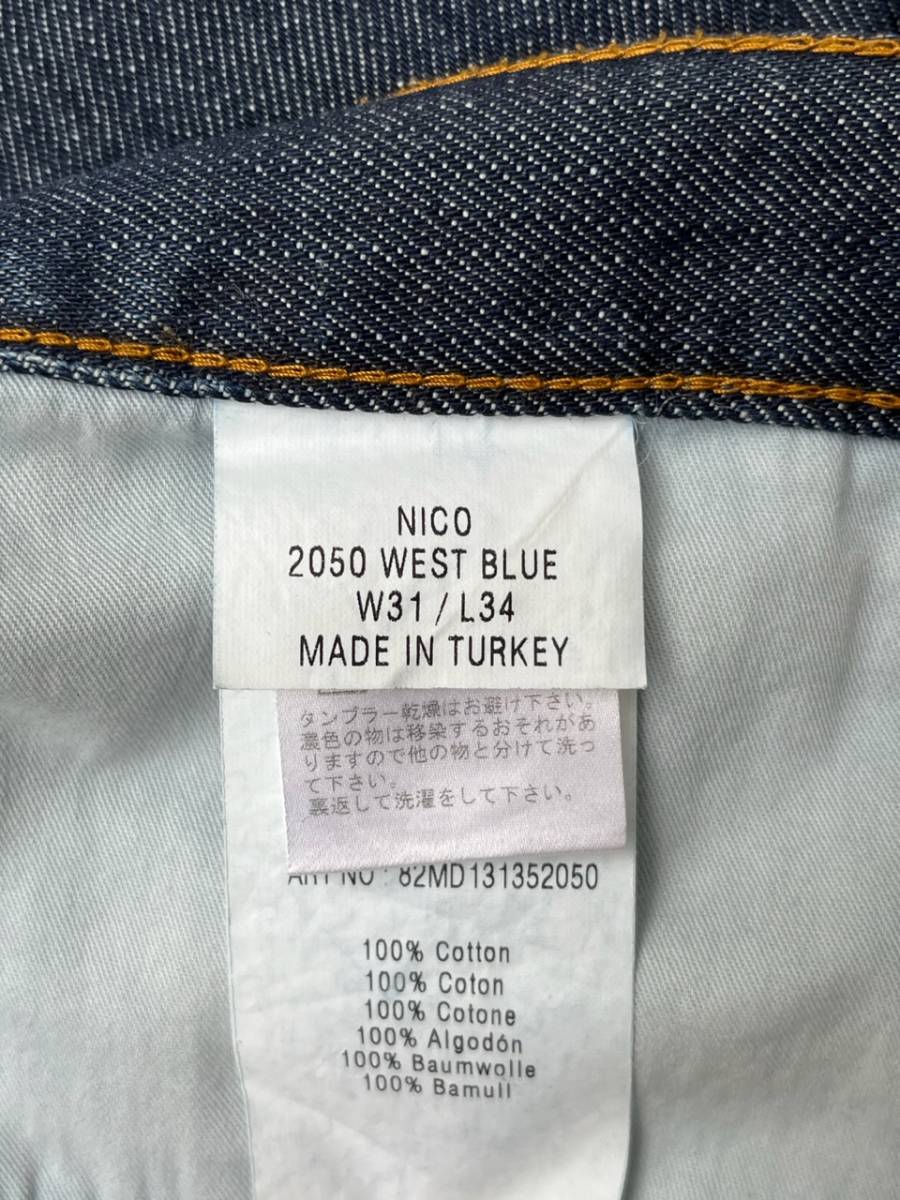 NICO
2050 WEST BLUE
W31 / L34
MADE IN TURKEY
タンブラー乾燥はお避け下さい。
濃色の物は移染するおそれがあ
りますので他の物と分けて洗っ
て下さい。
裏返して洗濯をして下さい。
ART NO : 82MD131352050
100% Cotton
100% Coton
100% Cotone
100% Algodón
100% Baumwolle
100% Bamull